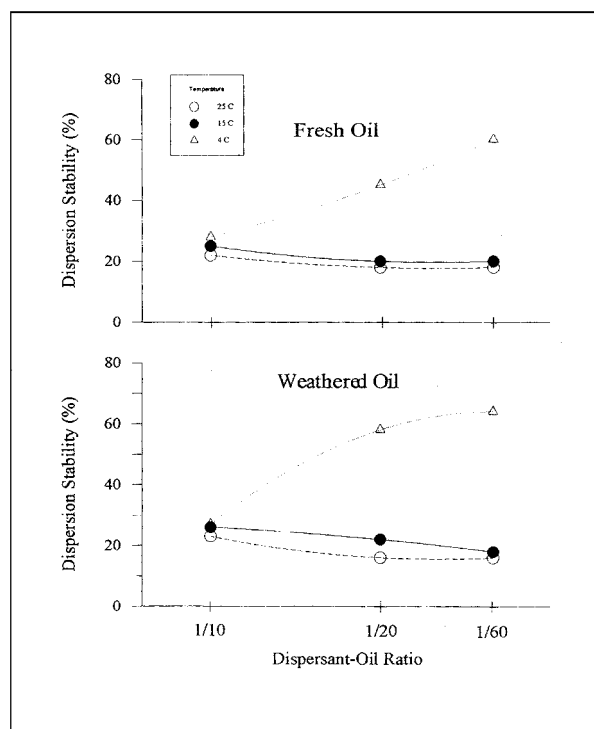 80
60
40
20
0
Dispersion Stability (%)
Temperature
25 C
15 C
4 C
Fresh Oil
80
60
40
20
0
Dispersion Stability (%)
Weathered Oil
1/10 1/20 1/60
Dispersant-Oil Ratio